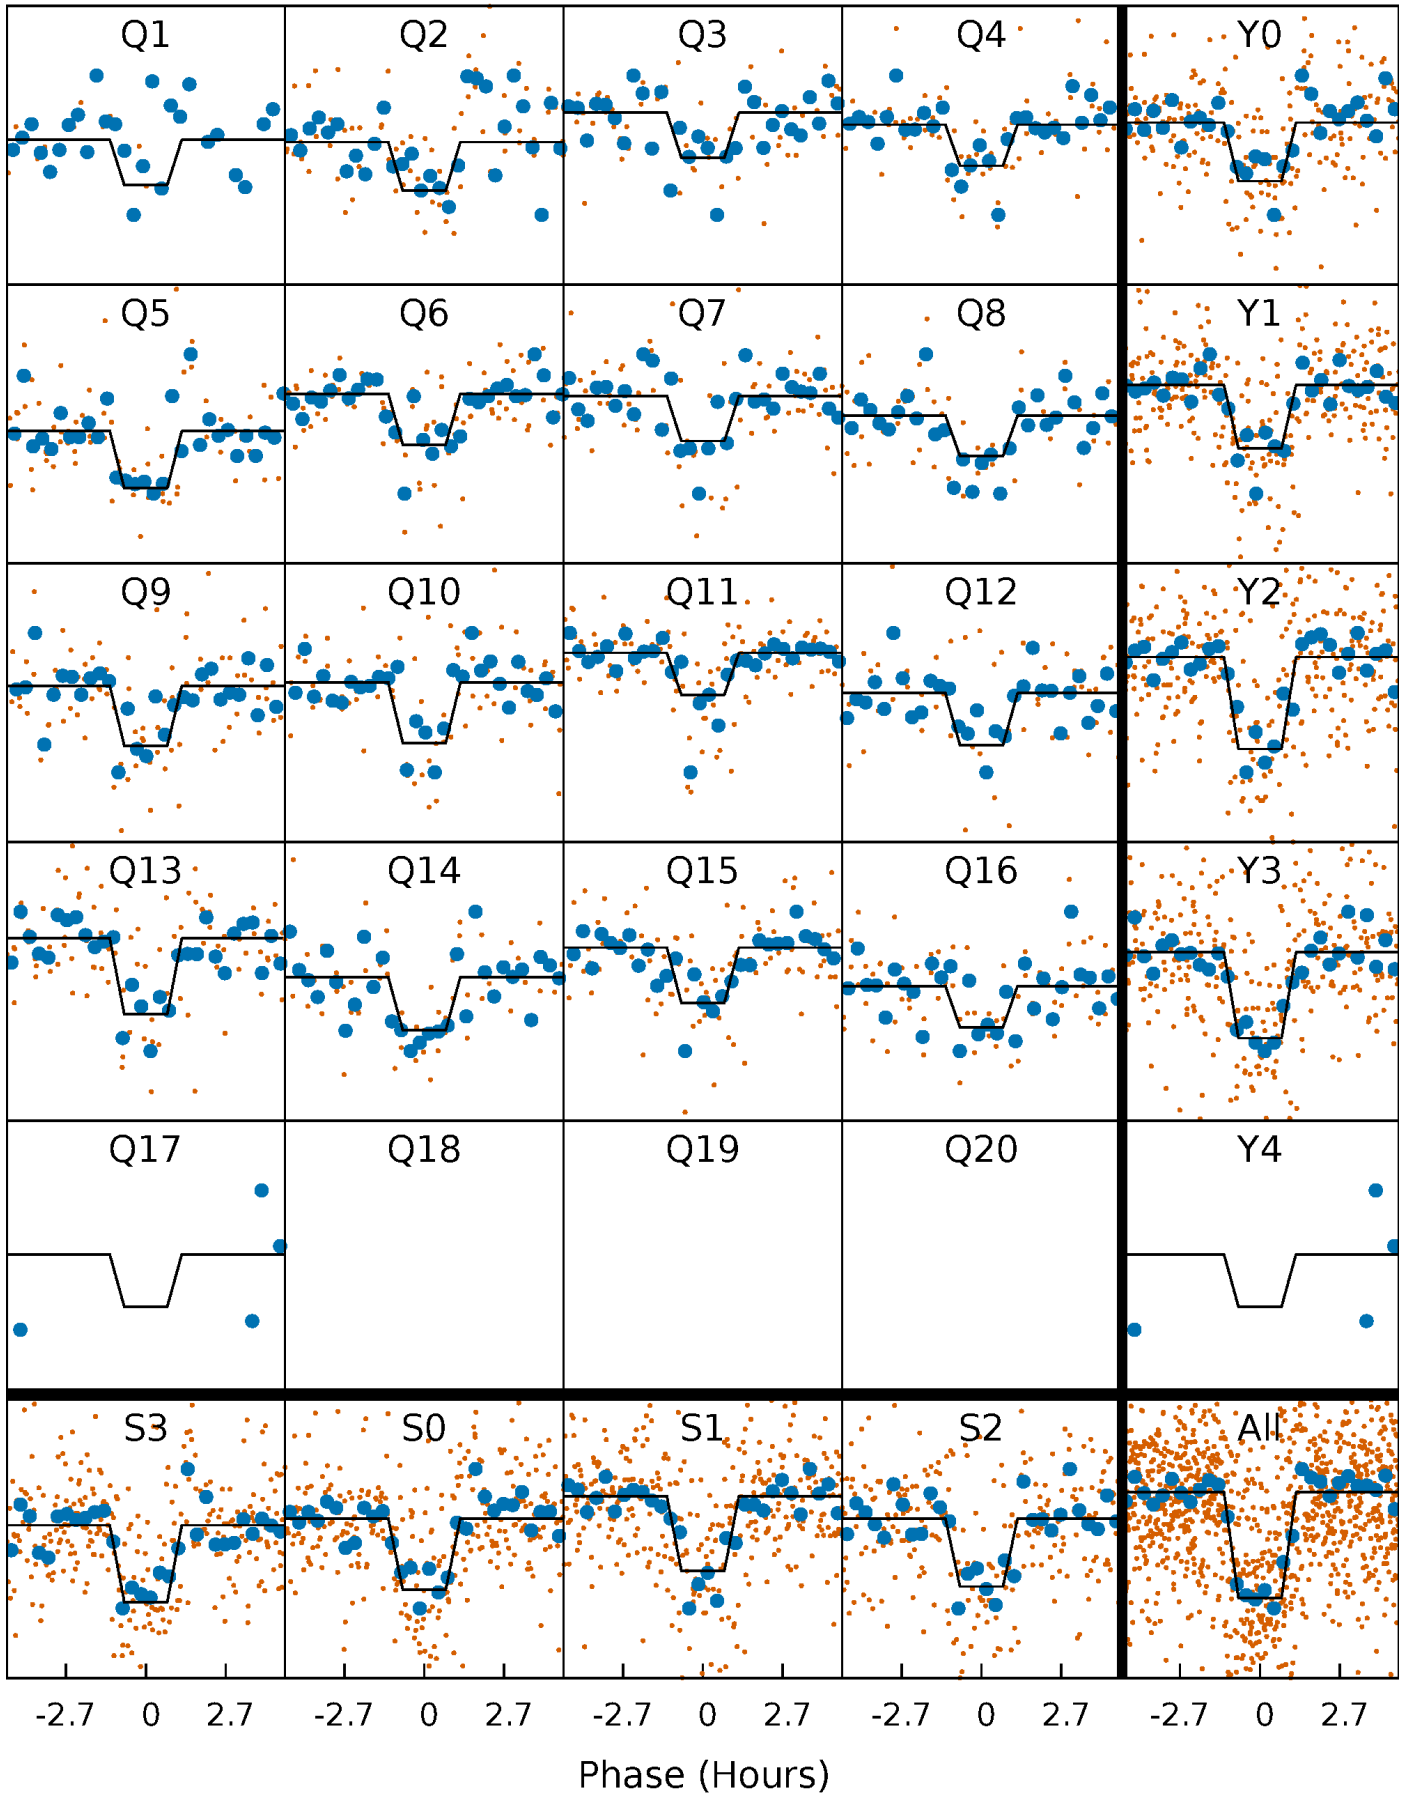 Q1 Q2 Q3 Q4 Y0
Q5 Q6 Q7 Q8 Y1
Q9 Q10 Q11 Q12 Y2
Q13 Q14 Q15 Q16 Y3
Q17 Q18 Q19 Q20 Y4
S3 S0 S1 S2 All
-2.7 0 2.7 -2.7 0 2.7 -2.7 0 2.7 -2.7 0 2.7 -2.7 0 2.7
Phase (Hours)